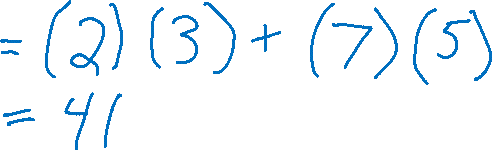 = (2) (3) + (7) (5)
= 41